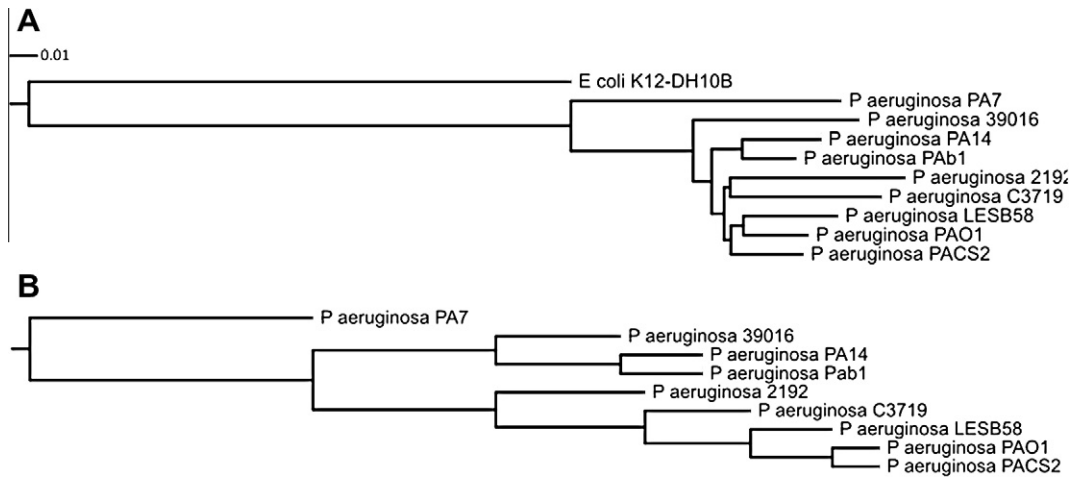 A
0.01
E coli K12-DH10B
P aeruginosa PA7
P aeruginosa 39016
P aeruginosa PA14
P aeruginosa PAb1
P aeruginosa 2192
P aeruginosa C3719
P aeruginosa LESB58
P aeruginosa PAO1
P aeruginosa PACS2
B
P aeruginosa PA7
P aeruginosa 39016
P aeruginosa PA14
P aeruginosa Pab1
P aeruginosa 2192
P aeruginosa C3719
P aeruginosa LESB58
P aeruginosa PAO1
P aeruginosa PACS2